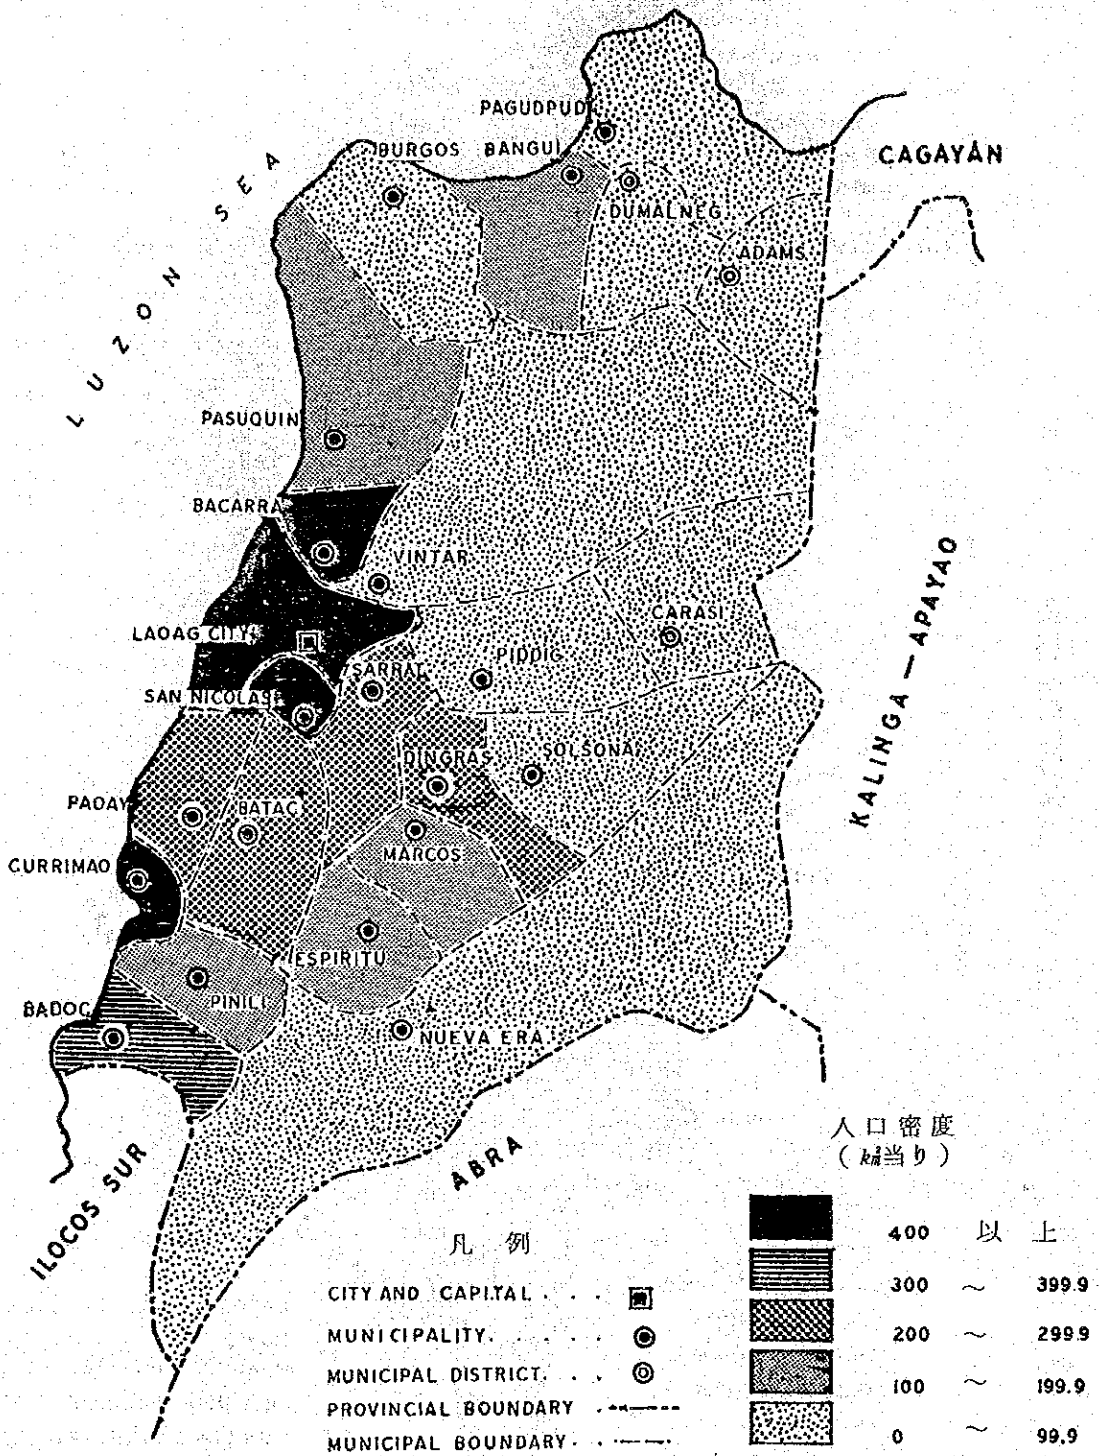 PAGUDPUD
BURGOS
BANGUI
CAGAYAN
DUMALNEG
ADAMS
LUZON SEA
PASUQUIN
BACARRA
VINTAR
CARASI
LAOAG CITY
PIDDIG
SARRAT
SAN NICOLAS
KALINGA — APAYAO
DINGRAS
SOLSONA
PAOAY
BATAC
MARCOS
CURRIMAO
ESPIRITU
PINILI
BADOC
NUEVA ERA
ABRA
ILOCOS SUR
人口密度
(㎢当り)
400 以上
300 ～ 399.9
200 ～ 299.9
100 ～ 199.9
0 ～ 99.9
凡例
CITY AND CAPITAL . . .
MUNICIPALITY. . . . . .
MUNICIPAL DISTRICT. . .
PROVINCIAL BOUNDARY
MUNICIPAL BOUNDARY. .